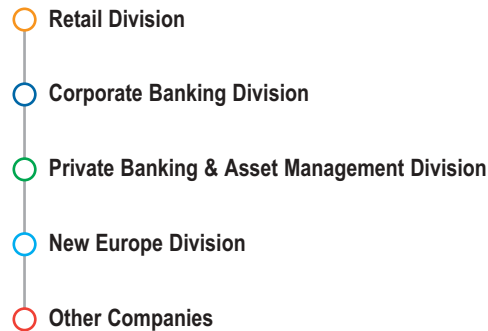 Retail Division
Corporate Banking Division
Private Banking & Asset Management Division
New Europe Division
Other Companies